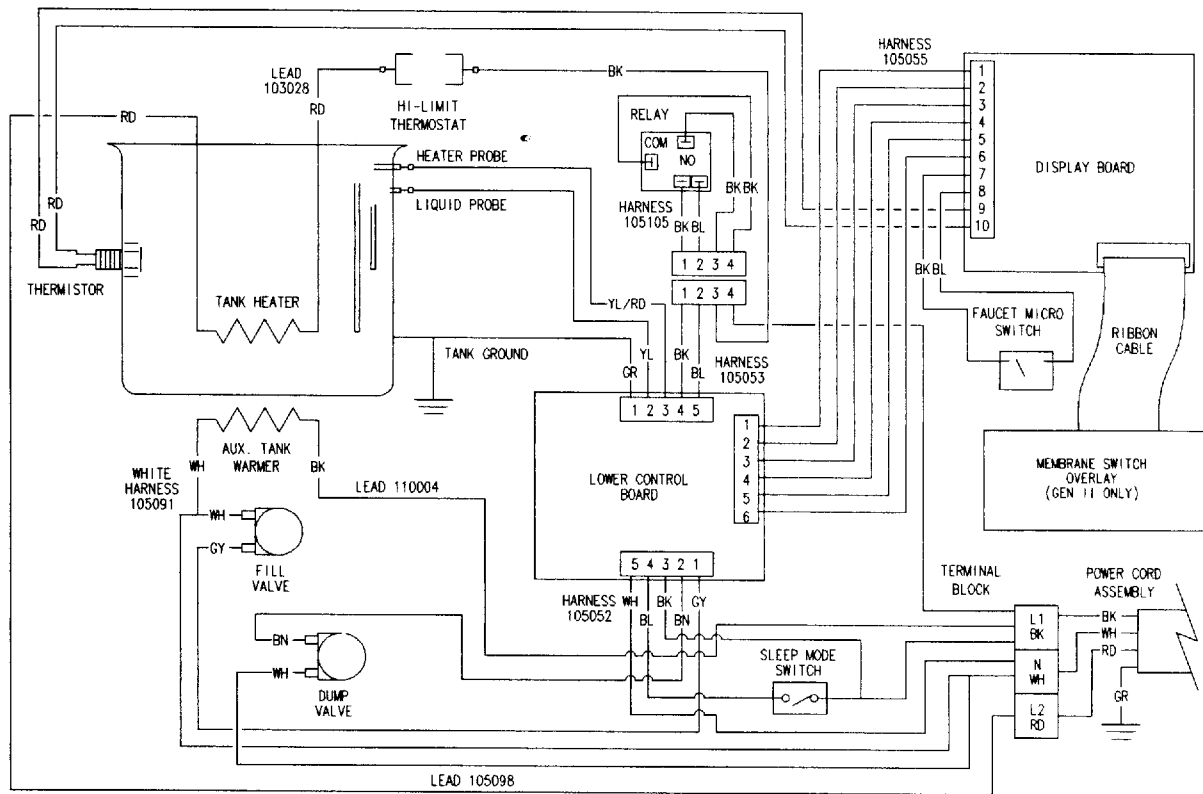 HARNESS
105055
LEAD
103028
RD
RD
HI-LIMIT
THERMOSTAT
BK
RELAY
COM
NO
HEATER PROBE
LIQUID PROBE
HARNESS
105105
BK BL
BK BK
1 2 3 4
1 2 3 4
1
2
3
4
5
6
7
8
9
10
DISPLAY BOARD
RD
RD
THERMISTOR
TANK HEATER
YL/RD
BK BL
FAUCET MICRO
SWITCH
RIBBON
CABLE
TANK GROUND
GR
YL
BK
BL
HARNESS
105053
1 2 3 4 5
1
2
3
4
5
6
LOWER CONTROL
BOARD
MEMBRANE SWITCH
OVERLAY
(GEN II ONLY)
AUX. TANK
WARMER
WH
BK
WHITE
HARNESS
105091
LEAD 110004
WH
GY
FILL
VALVE
5 4 3 2 1
HARNESS
105052
WH
BL
BK
BN
GY
TERMINAL
BLOCK
POWER CORD
ASSEMBLY
L1
BK
N
WH
L2
RD
BK
WH
RD
GR
SLEEP MODE
SWITCH
BN
WH
DUMP
VALVE
LEAD 105098